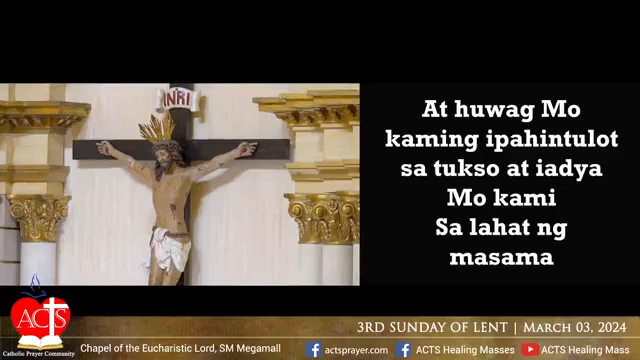 INRI
At huwag Mo
kaming ipahintulot
sa tukso at iadya
Mo kami
Sa lahat ng
masama
3RD SUNDAY OF LENT | MARCH 03, 2024
ACTS
Catholic Prayer Community
Chapel of the Eucharistic Lord, SM Megamall
actsprayer.com
ACTS Healing Masses
ACTS Healing Mass